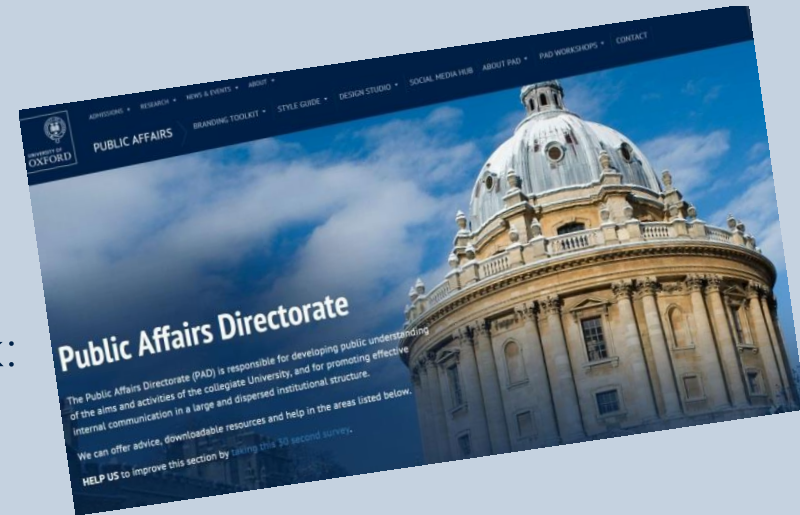 ADMISSIONS RESEARCH NEWS & EVENTS ABOUT
UNIVERSITY OF
OXFORD
PUBLIC AFFAIRS
BRANDING TOOLKIT STYLE GUIDE DESIGN STUDIO SOCIAL MEDIA HUB ABOUT PAD PAD WORKSHOPS CONTACT
Public Affairs Directorate
The Public Affairs Directorate (PAD) is responsible for developing public understanding
of the aims and activities of the collegiate University, and for promoting effective
internal communication in a large and dispersed institutional structure.
We can offer advice, downloadable resources and help in the areas listed below.
HELP US to improve this section by taking this 30 second survey.